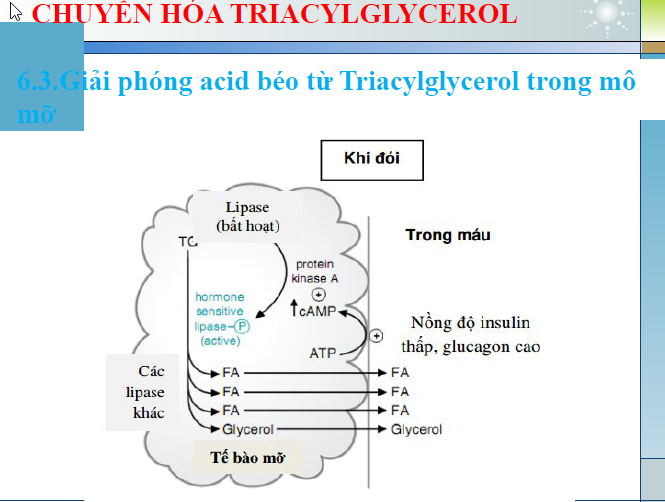 CHUYỂN HÓA TRIACYLGLYCEROL
6.3.Giải phóng acid béo từ Triacylglycerol trong mô
mỡ
Khi đói
Lipase
(bất hoạt)
TG
Trong máu
protein
kinase A
+
hormone
sensitive
lipase–P
(active)
↑cAMP
+
Nồng độ insulin
thấp, glucagon cao
ATP
Các
lipase
khác
FA
FA
FA
FA
FA
FA
Glycerol
Glycerol
Tế bào mỡ